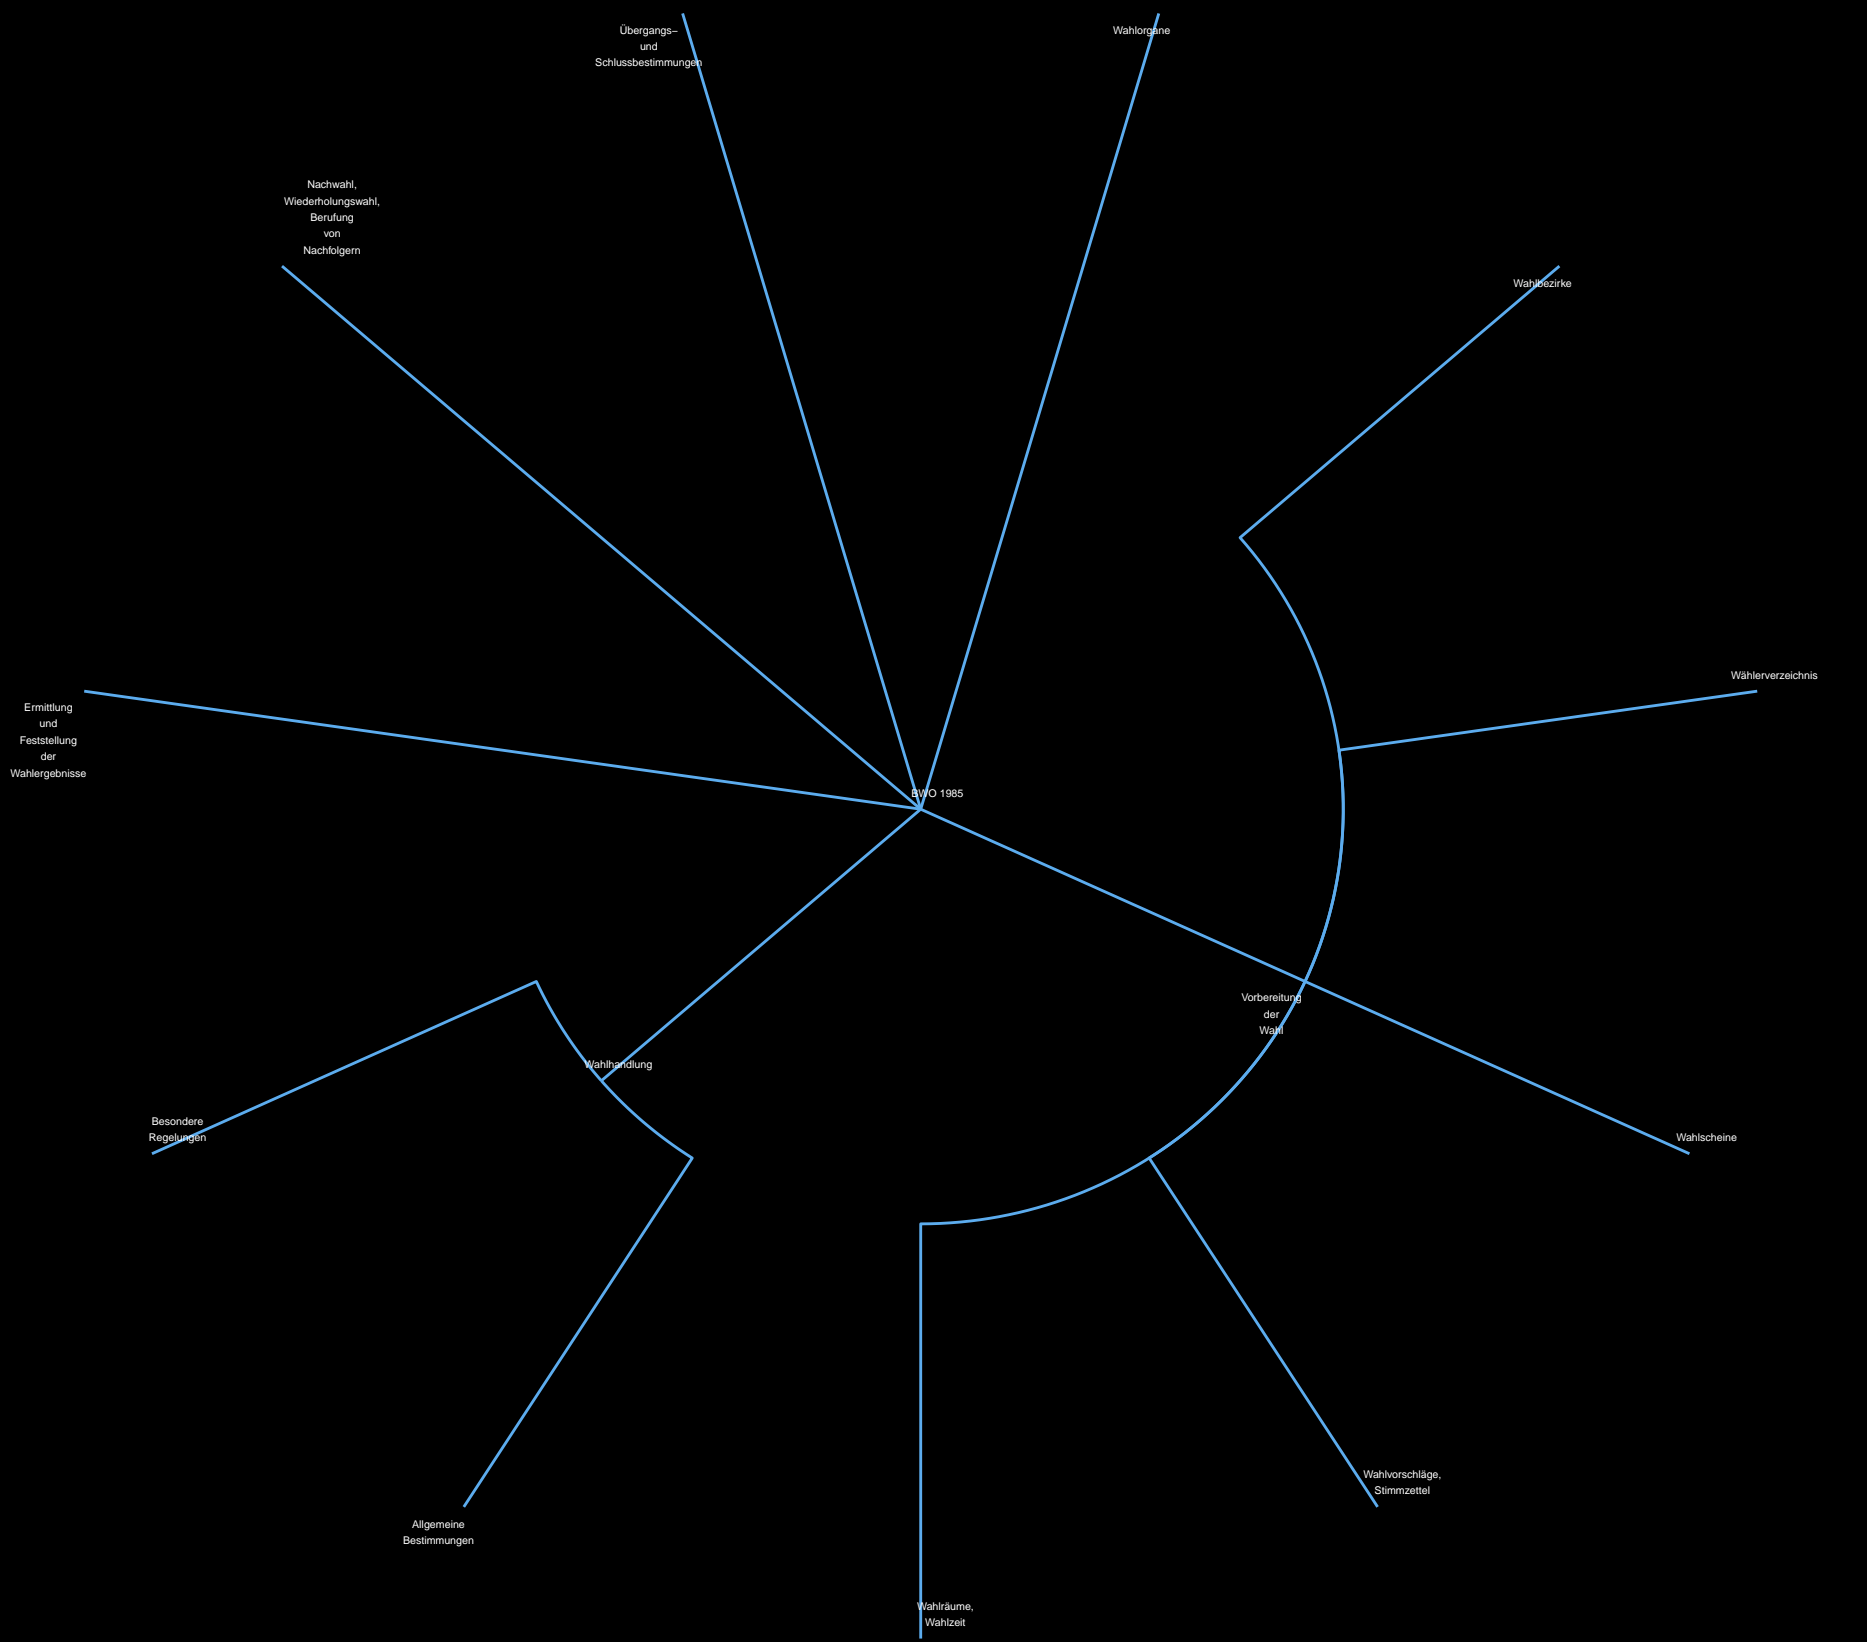 Übergangs–
und
Schlussbestimmungen
Wahlorgane
Nachwahl,
Wiederholungswahl,
Berufung
von
Nachfolgern
Wahlbezirke
Wählerverzeichnis
Ermittlung
und
Feststellung
der
Wahlergebnisse
BWO 1985
Vorbereitung
der
Wahl
Wahlhandlung
Besondere
Regelungen
Wahlscheine
Wahlvorschläge,
Stimmzettel
Allgemeine
Bestimmungen
Wahlräume,
Wahlzeit